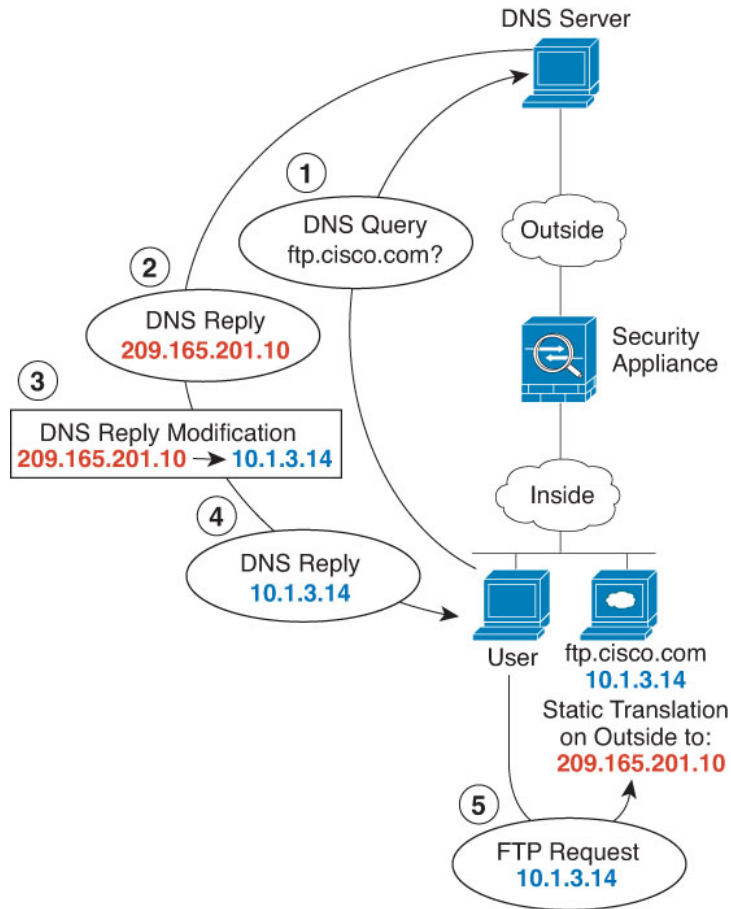 DNS Server
1
DNS Query
ftp.cisco.com?
Outside
2
DNS Reply
209.165.201.10
Security
Appliance
3
DNS Reply Modification
209.165.201.10 → 10.1.3.14
Inside
4
DNS Reply
10.1.3.14
User
ftp.cisco.com
10.1.3.14
Static Translation
on Outside to:
209.165.201.10
5
FTP Request
10.1.3.14